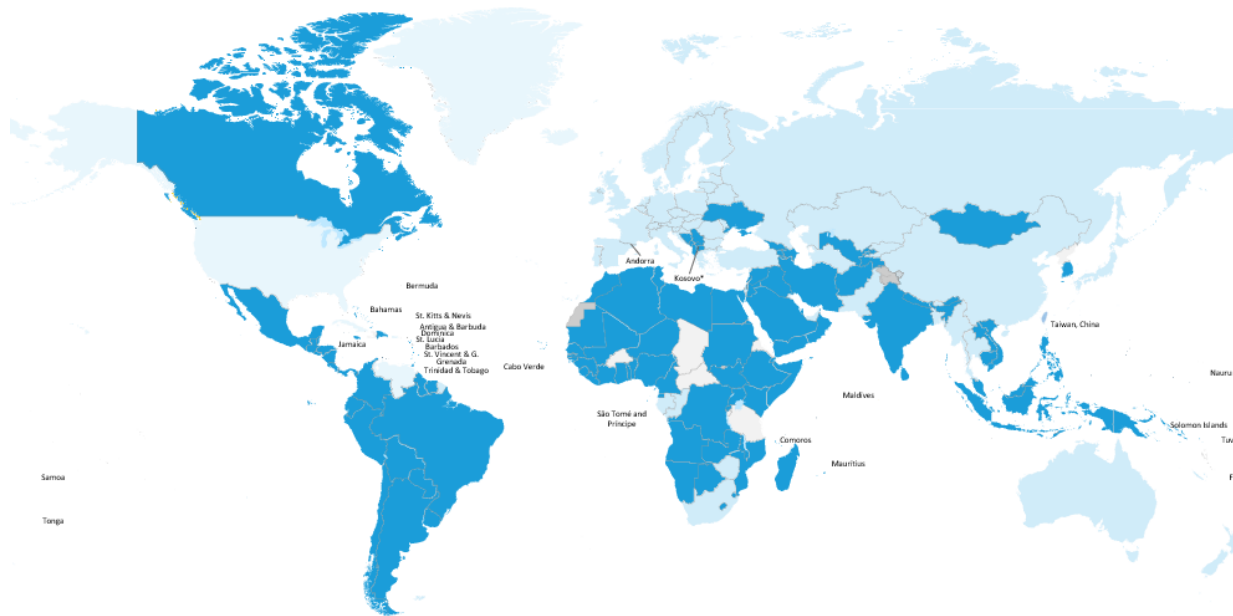 Andorra
Kosovo*
Bermuda
Bahamas
St. Kitts & Nevis
Antigua & Barbuda
Dominica
St. Lucia
Jamaica
Barbados
St. Vincent & G.
Grenada
Trinidad & Tobago
Cabo Verde
Taiwan, China
Nauru
Maldives
São Tomé and
Príncipe
Solomon Islands
Tuv
Comoros
Mauritius
Samoa
F
Tonga